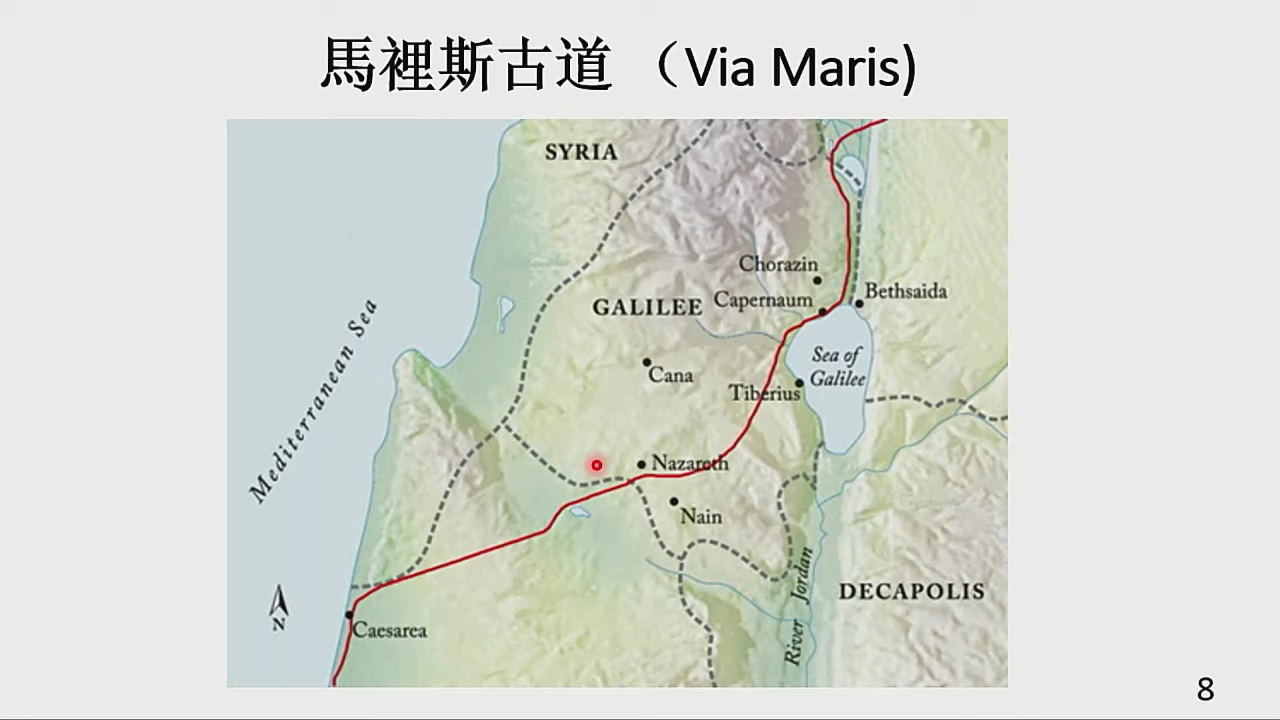 馬裡斯古道 （Via Maris)
SYRIA
Chorazin
Bethsaida
GALILEE
Capernaum
Mediterranean Sea
Sea of
Galilee
Cana
Tiberius
Nazareth
Nain
River Jordan
DECAPOLIS
N
Caesarea
8